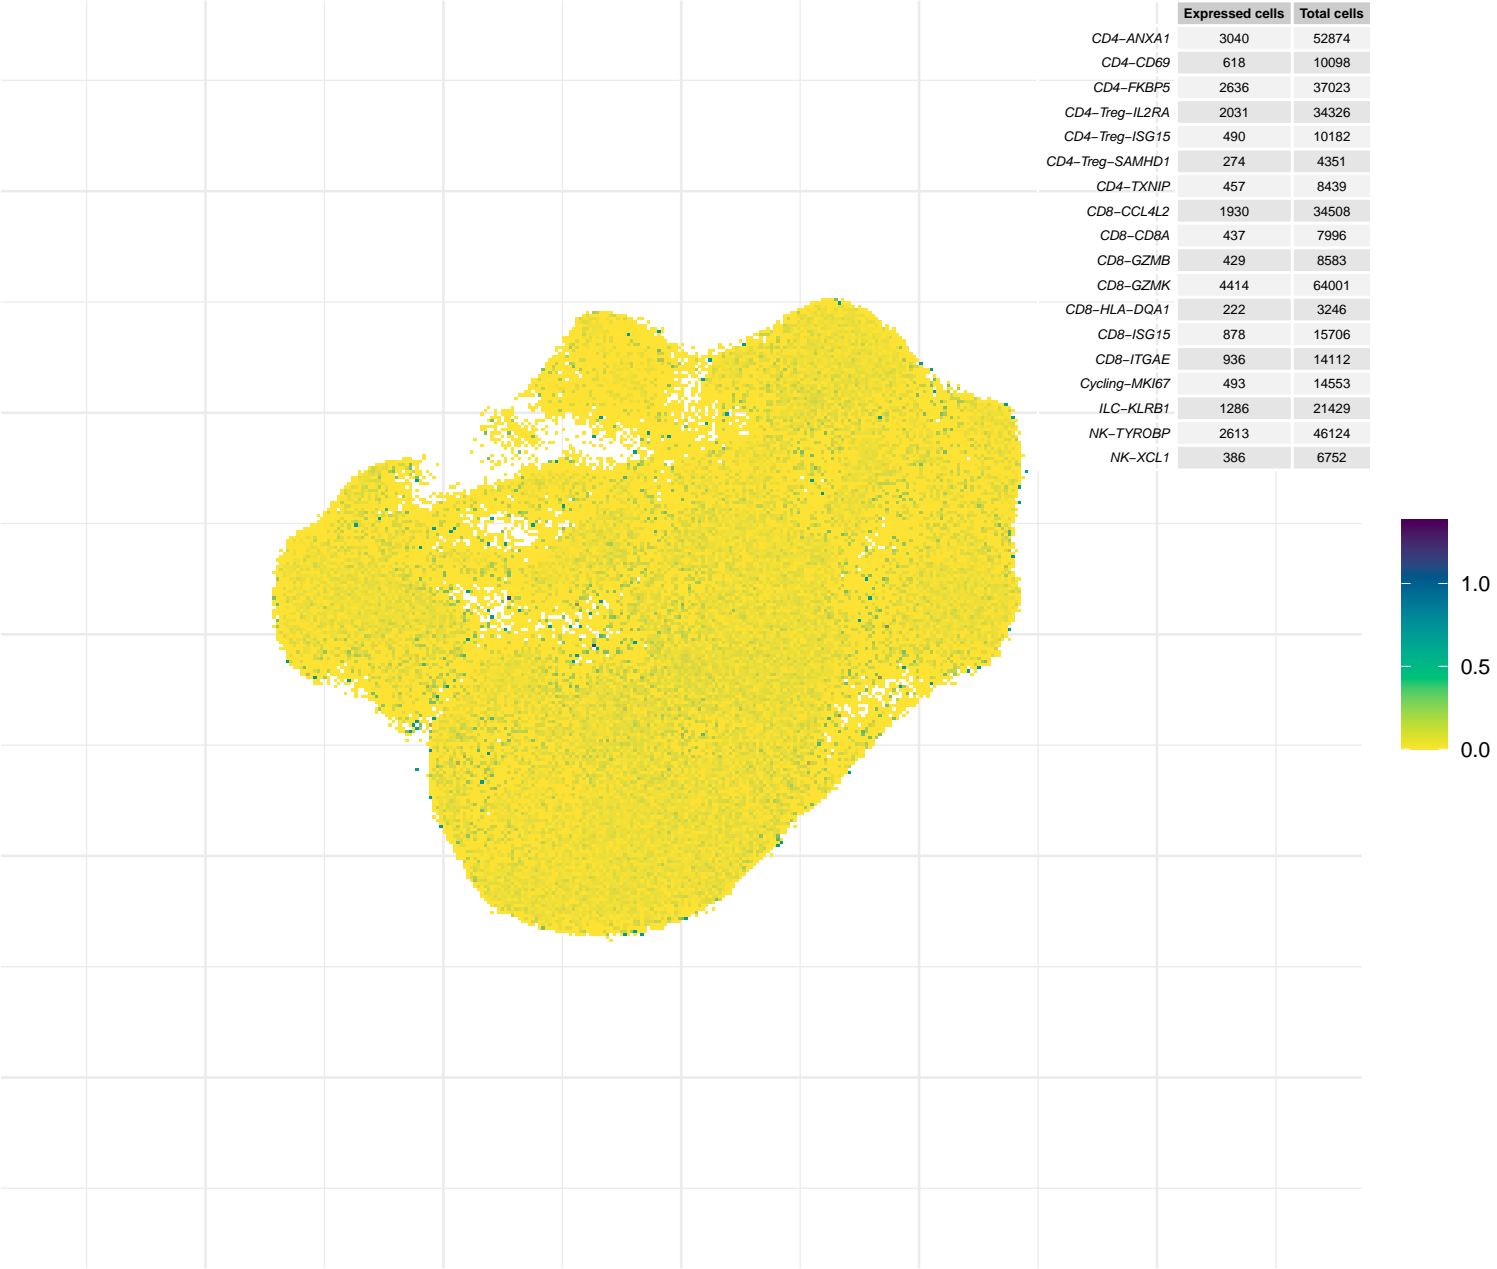 Expressed cells Total cells
CD4−ANXA1 3040 52874
CD4−CD69 618 10098
CD4−FKBP5 2636 37023
CD4−Treg−IL2RA 2031 34326
CD4−Treg−ISG15 490 10182
CD4−Treg−SAMHD1 274 4351
CD4−TXNIP 457 8439
CD8−CCL4L2 1930 34508
CD8−CD8A 437 7996
CD8−GZMB 429 8583
CD8−GZMK 4414 64001
CD8−HLA−DQA1 222 3246
CD8−ISG15 878 15706
CD8−ITGAE 936 14112
Cycling−MKI67 493 14553
ILC−KLRB1 1286 21429
NK−TYROBP 2613 46124
NK−XCL1 386 6752
1.0
0.5
0.0